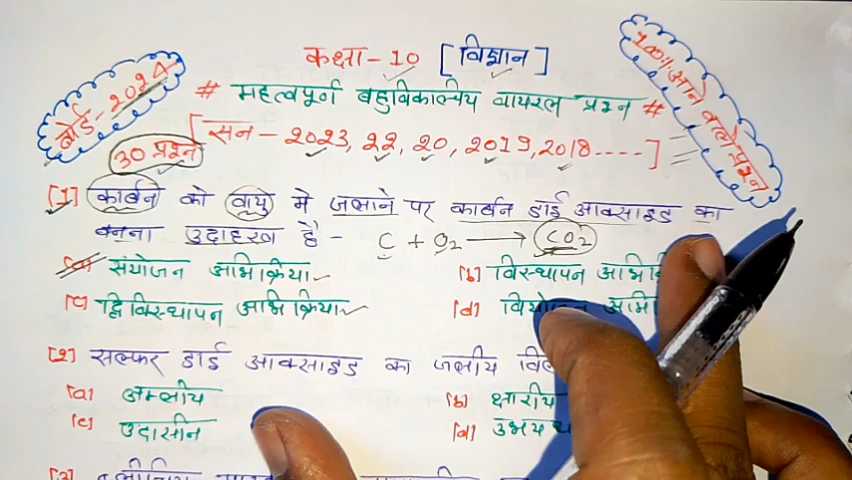 कक्षा-10 [विज्ञान]
बोर्ड-2024
# महत्वपूर्ण बहुविकाल्पिय वायरल प्रश्न #
100% आने वाले प्रश्न
[सन - 2023, 22, 20, 2019, 2018.....]
30 प्रश्न
[1] कार्बन को वायु मे जलाने पर कार्बन डाई आक्साइड का
बनना उदाहरण है - C + O2 → CO2
(a) संयोजन अभिक्रिया
(b) विस्थापन
(c) द्विविस्थापन अभिक्रिया
(d)
[2] सल्फर डाई आक्साइड का जलीय
(a) अम्लीय
(b) क्षारीय
(c) उदासीन
(d)
[3]